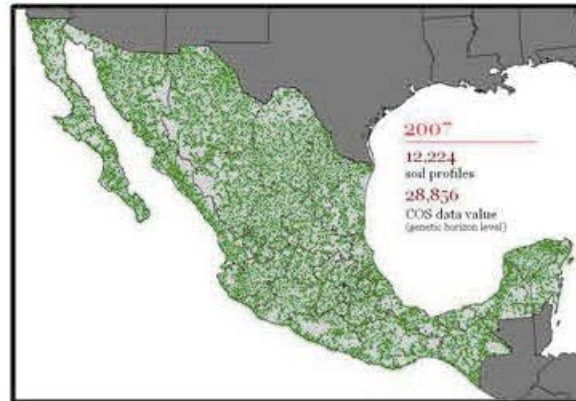 2007
12,224
soil profiles
28,856
COS data value
(genetic horizon level)